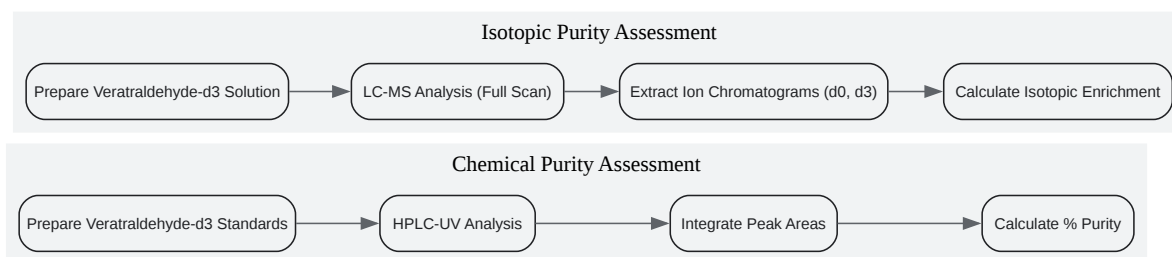 Isotopic Purity Assessment
Prepare Veratraldehyde-d3 Solution
LC-MS Analysis (Full Scan)
Extract Ion Chromatograms (d0, d3)
Calculate Isotopic Enrichment
Chemical Purity Assessment
Prepare Veratraldehyde-d3 Standards
HPLC-UV Analysis
Integrate Peak Areas
Calculate % Purity